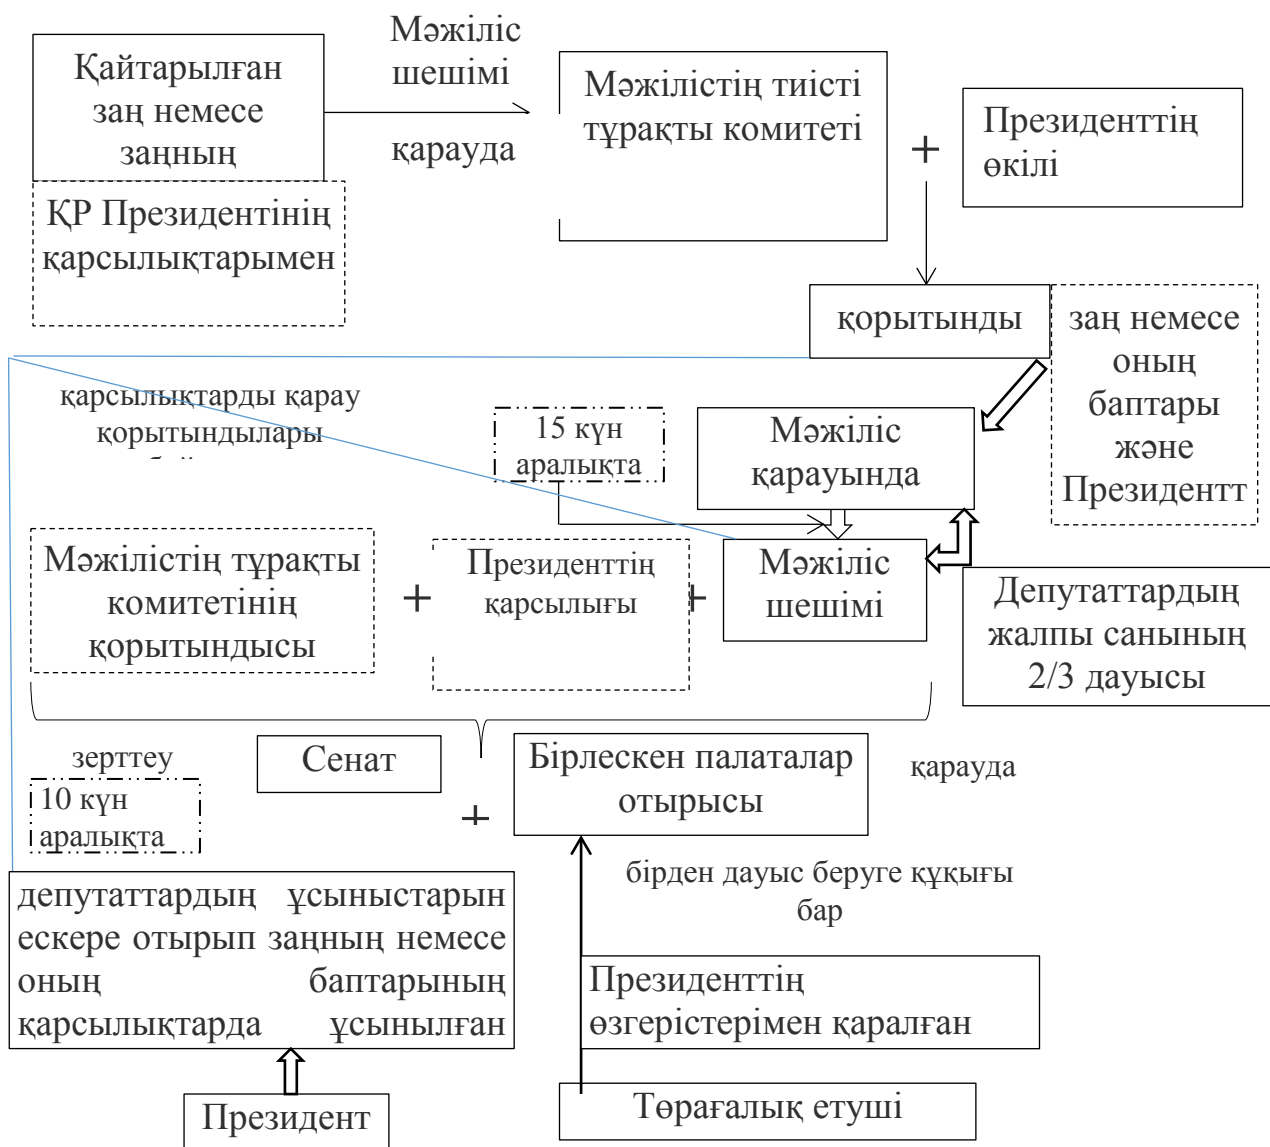 Қайтарылған
заң немесе
заңның
ҚР Президентінің
қарсылықтарымен
Мәжіліс
шешімі
қарауда
Мәжілістің тиісті
тұрақты комитеті
+
Президенттің
өкілі
қорытынды
заң немесе
оның
баптары
және
Президентт
қарсылықтарды қарау
қорытындылары
15 күн
аралықта
Мәжіліс
қарауында
Мәжілістің тұрақты
комитетінің
қорытындысы
+
Президенттің
қарсылығы
+
Мәжіліс
шешімі
Депутаттардың
жалпы санының
2/3 дауысы
зерттеу
10 күн
аралықта
Сенат
+
Бірлескен палаталар
отырысы
қарауда
бірден дауыс беруге құқығы
бар
депутаттардың ұсыныстарын
ескере отырып заңның немесе
оның баптарының
қарсылықтарда ұсынылған
Президенттің
өзгерістерімен қаралған
Президент
Төрағалық етуші